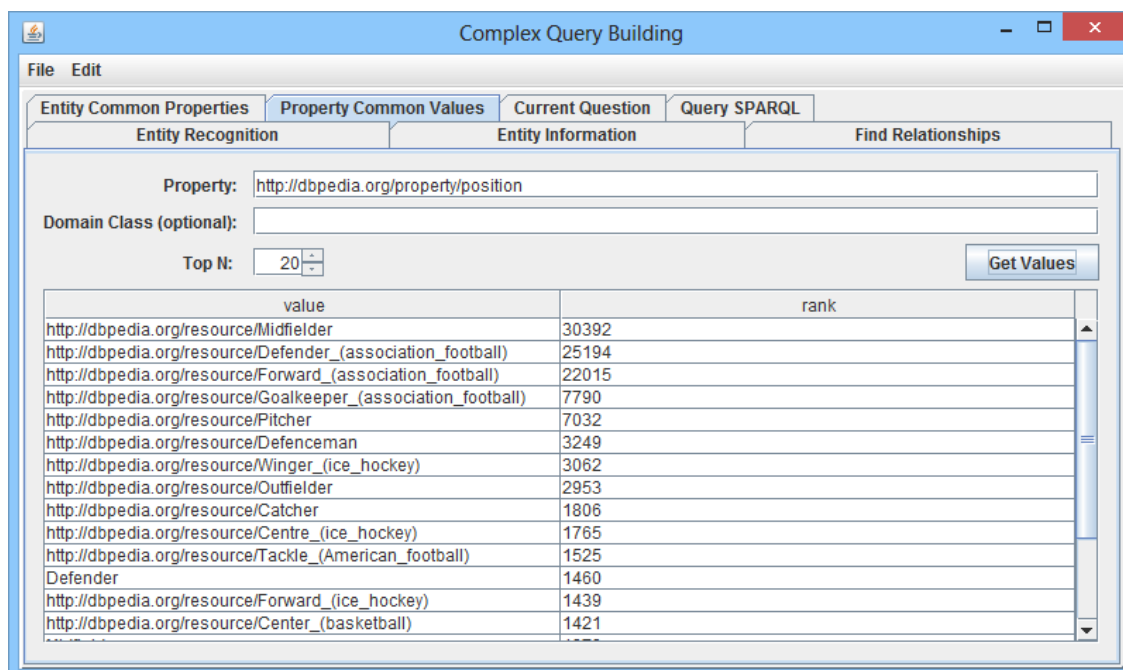 Complex Query Building
File Edit
Entity Common Properties Property Common Values Current Question Query SPARQL
Entity Recognition Entity Information Find Relationships
Property: http://dbpedia.org/property/position
Domain Class (optional):
Top N: 20 Get Values
value rank
http://dbpedia.org/resource/Midfielder 30392
http://dbpedia.org/resource/Defender_(association_football) 25194
http://dbpedia.org/resource/Forward_(association_football) 22015
http://dbpedia.org/resource/Goalkeeper_(association_football) 7790
http://dbpedia.org/resource/Pitcher 7032
http://dbpedia.org/resource/Defenceman 3249
http://dbpedia.org/resource/Winger_(ice_hockey) 3062
http://dbpedia.org/resource/Outfielder 2953
http://dbpedia.org/resource/Catcher 1806
http://dbpedia.org/resource/Centre_(ice_hockey) 1765
http://dbpedia.org/resource/Tackle_(American_football) 1525
Defender 1460
http://dbpedia.org/resource/Forward_(ice_hockey) 1439
http://dbpedia.org/resource/Center_(basketball) 1421